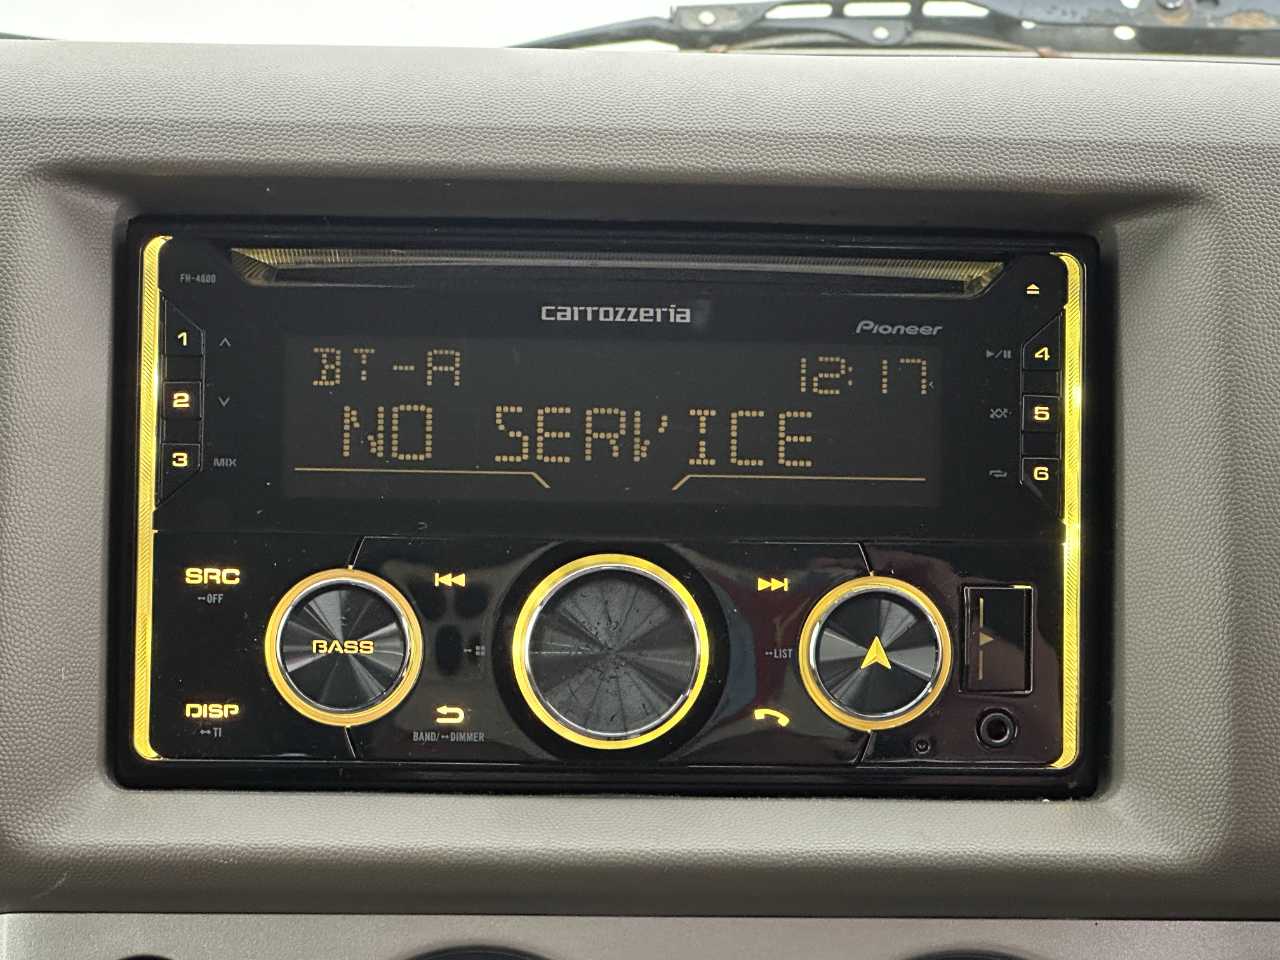 FH-4600
carrozzeria
Pioneer
BT-A 12:17
NO SERVICE
1
2
3
MIX
4
5
6
SRC
OFF
BASS
LIST
DISP
TI
BAND/ DIMMER